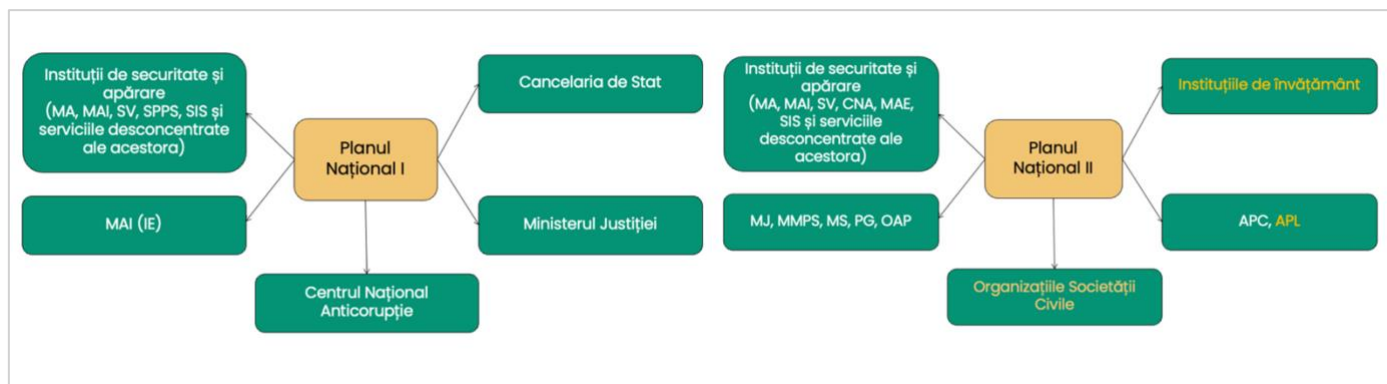 Instituții de securitate și
apărare
(MA, MAI, SV, SPPS, SIS și
serviciile desconcentrate
ale acestora)
Cancelaria de Stat
Planul
Național I
MAI (IE)
Ministerul Justiției
Centrul Național
Anticorupție
Instituții de securitate și
apărare
(MA, MAI, SV, CNA, MAE,
SIS și serviciile
desconcentrate ale
acestora)
Instituțiile de învățământ
Planul
Național II
MJ, MMPS, MS, PG, OAP
APC, APL
Organizațiile Societății
Civile